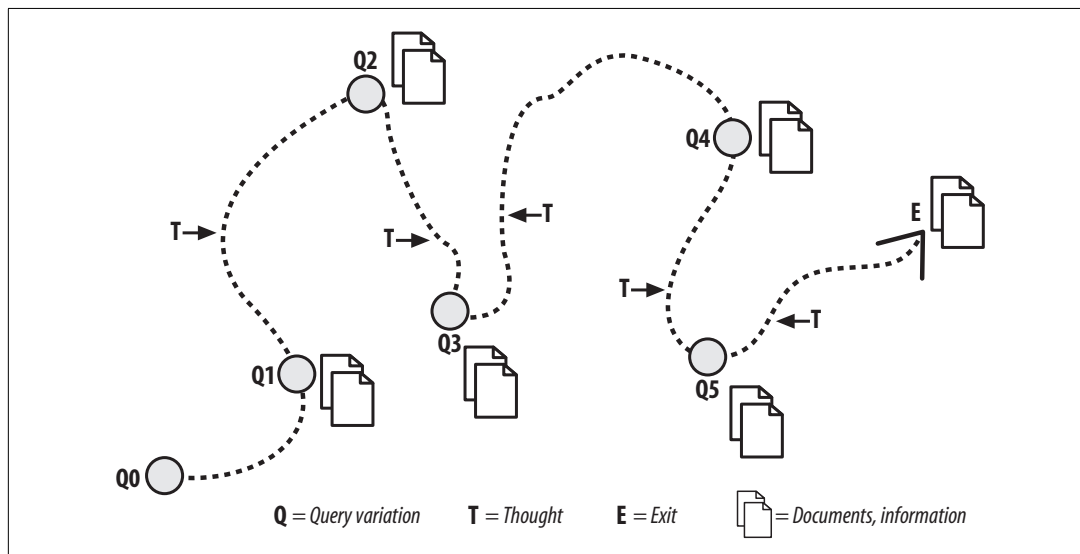 Q2
Q4
E
T
T
T
T
Q3
T
Q1
Q5
Q0
Q = Query variation T = Thought E = Exit = Documents, information